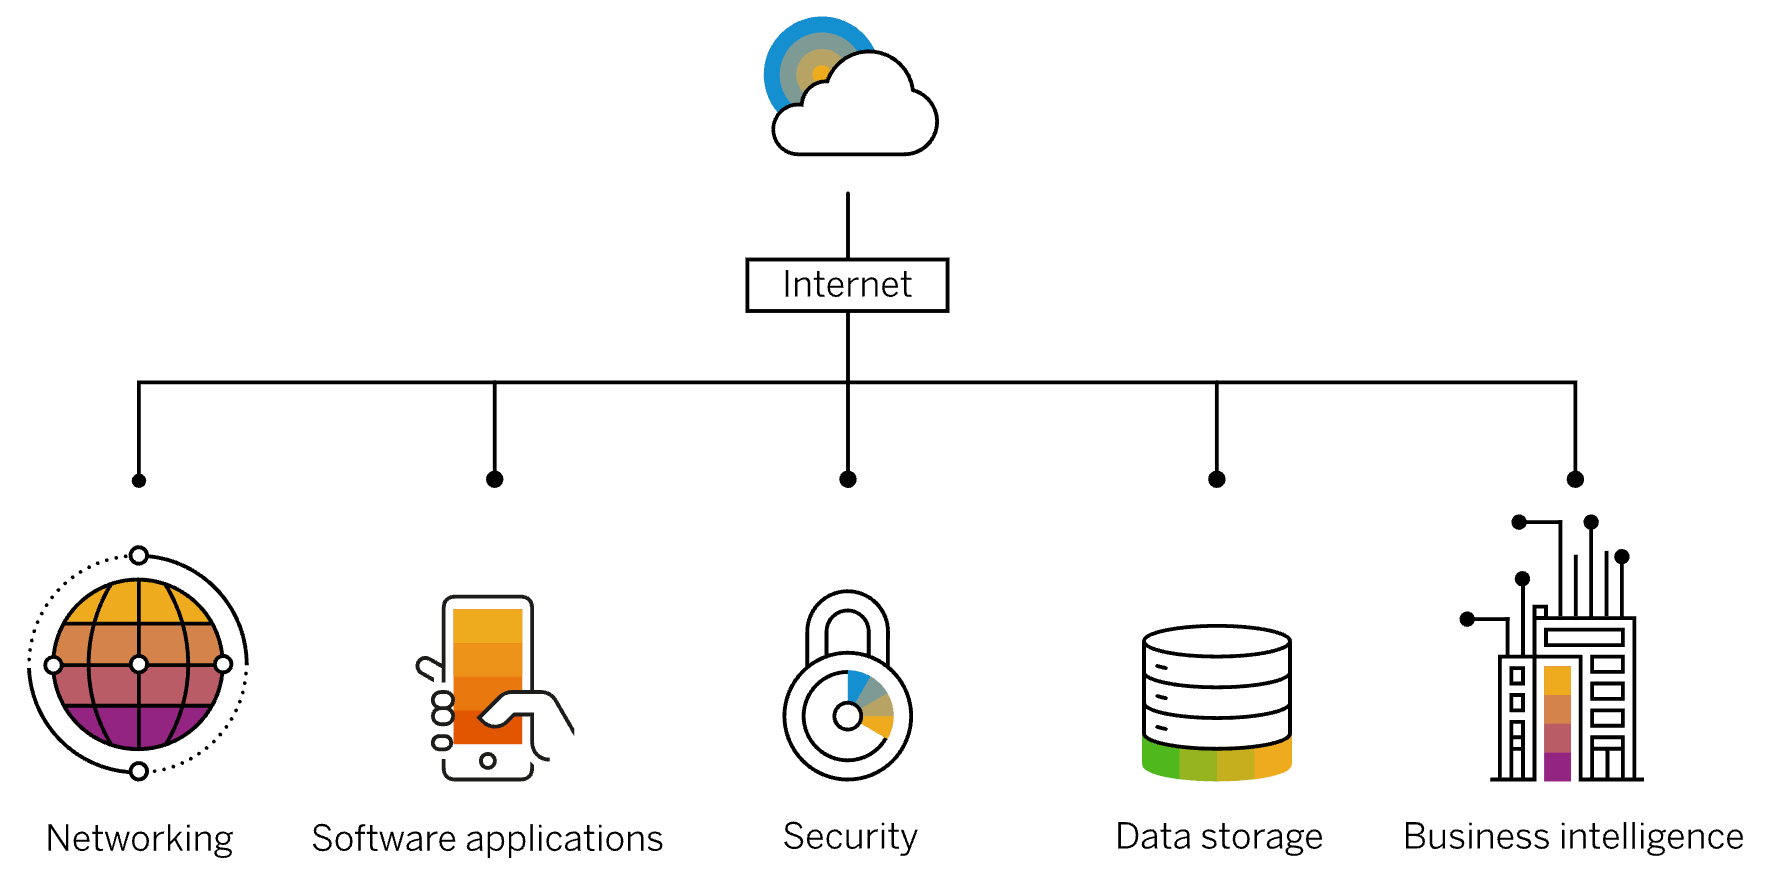 Internet
Networking
Software applications
Security
Data storage
Business intelligence